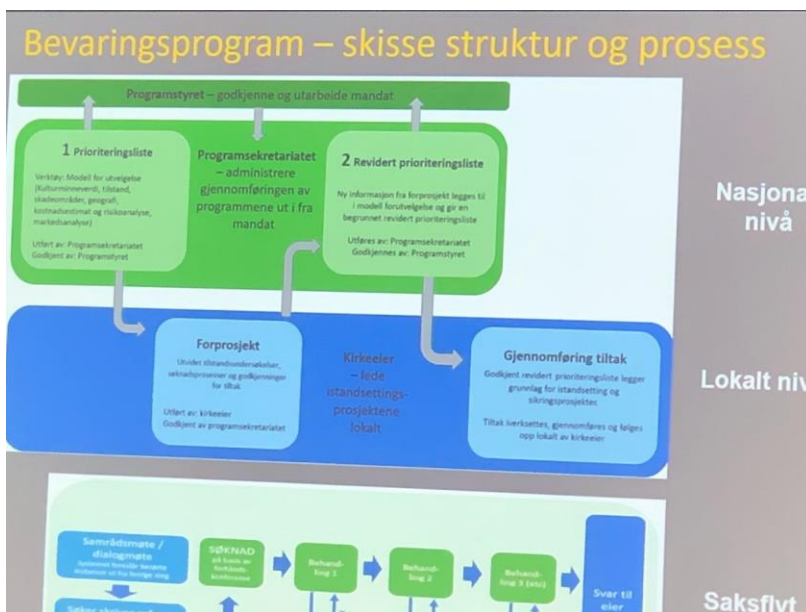 Bevaringsprogram – skisse struktur og prosess
Programstyret – godkjenne og utarbeide mandat
1 Prioriteringsliste
Verktøy: Modell for utvelgelse
(Kulturminneverdi, tilstand,
skadeområder, geografi,
kostnadsestimat og risikoanalyse,
markedsanalyse)
Utført av: Programsekretariatet
Godkjent av: Programstyret
Programsekretariatet
– administrere
gjennomføringen av
programmene ut i fra
mandat
2 Revidert prioriteringsliste
Ny informasjon fra forprosjekt legges til
i modell forutvelgelse og gir en
begrunnet revidert prioriteringsliste
Utføres av: Programsekretariatet
Godkjennes av: Programstyret
Nasjona
nivå
Forprosjekt
Utvidet tilstandsundersøkelser,
søknadsprosesser og godkjenninger
for tiltak
Utført av: kirkeeier
Godkjent av programsekretariatet
Kirkeeier
– lede
istandsettings-
prosjektene
lokalt
Gjennomføring tiltak
Godkjent revidert prioriteringsliste legger
grunnlag for istandsetting og
sikringsprosjekter.
Tiltak iverksettes, gjennomføres og følges
opp lokalt av kirkeeier
Lokalt niv
Samrådsmøte /
dialogmøte
SØKNAD
på basis av
forhånds-
konferanse
Behand-
ling 1
Behand-
ling 2
Behand-
ling 3 (etc)
Svar til
eier
Saksflyt